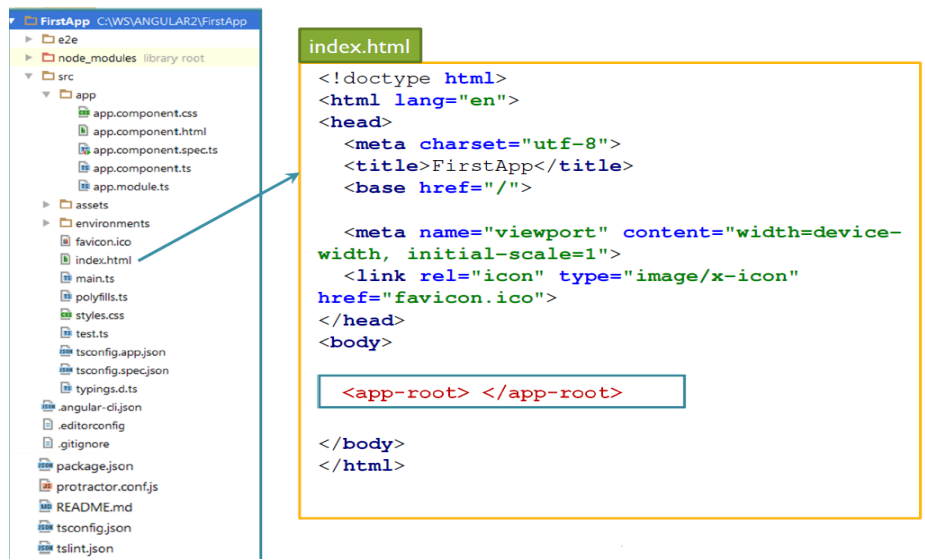 FirstApp C:\WS\ANGULAR2\FirstApp
e2e
node_modules library root
src
app
app.component.css
app.component.html
app.component.spec.ts
app.component.ts
app.module.ts
assets
environments
favicon.ico
index.html
main.ts
polyfills.ts
styles.css
test.ts
tsconfig.app.json
tsconfig.spec.json
typings.d.ts
.angular-cli.json
.editorconfig
.gitignore
package.json
protractor.conf.js
README.md
tsconfig.json
tslint.json
index.html
<!doctype html>
<html lang="en">
<head>
<meta charset="utf-8">
<title>FirstApp</title>
<base href="/">
<meta name="viewport" content="width=device-
width, initial-scale=1">
<link rel="icon" type="image/x-icon"
href="favicon.ico">
</head>
<body>
<app-root> </app-root>
</body>
</html>